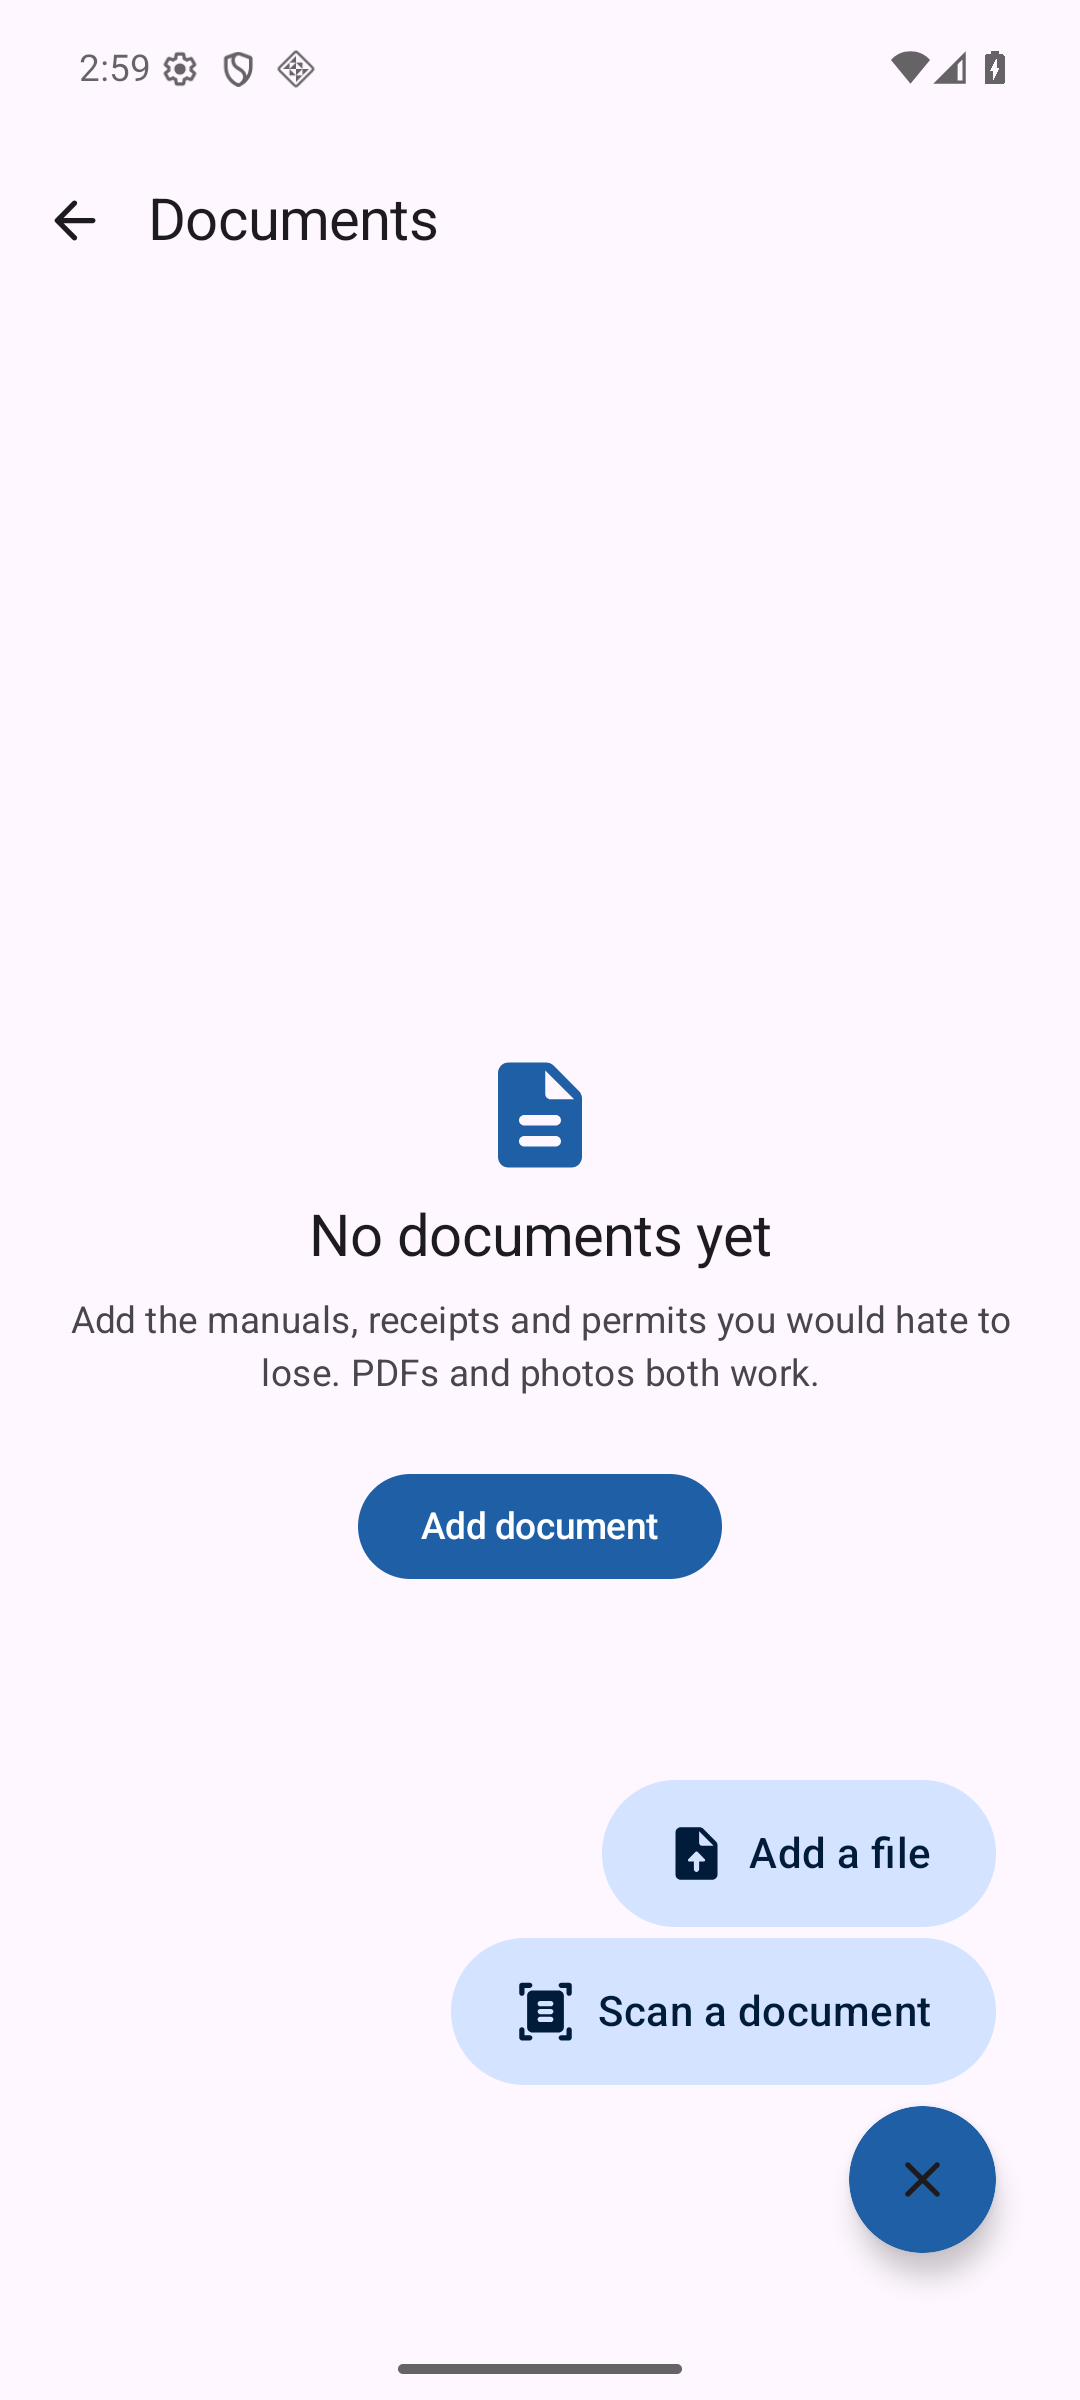 2:59
Documents
No documents yet
Add the manuals, receipts and permits you would hate to
lose. PDFs and photos both work.
Add document
Add a file
Scan a document